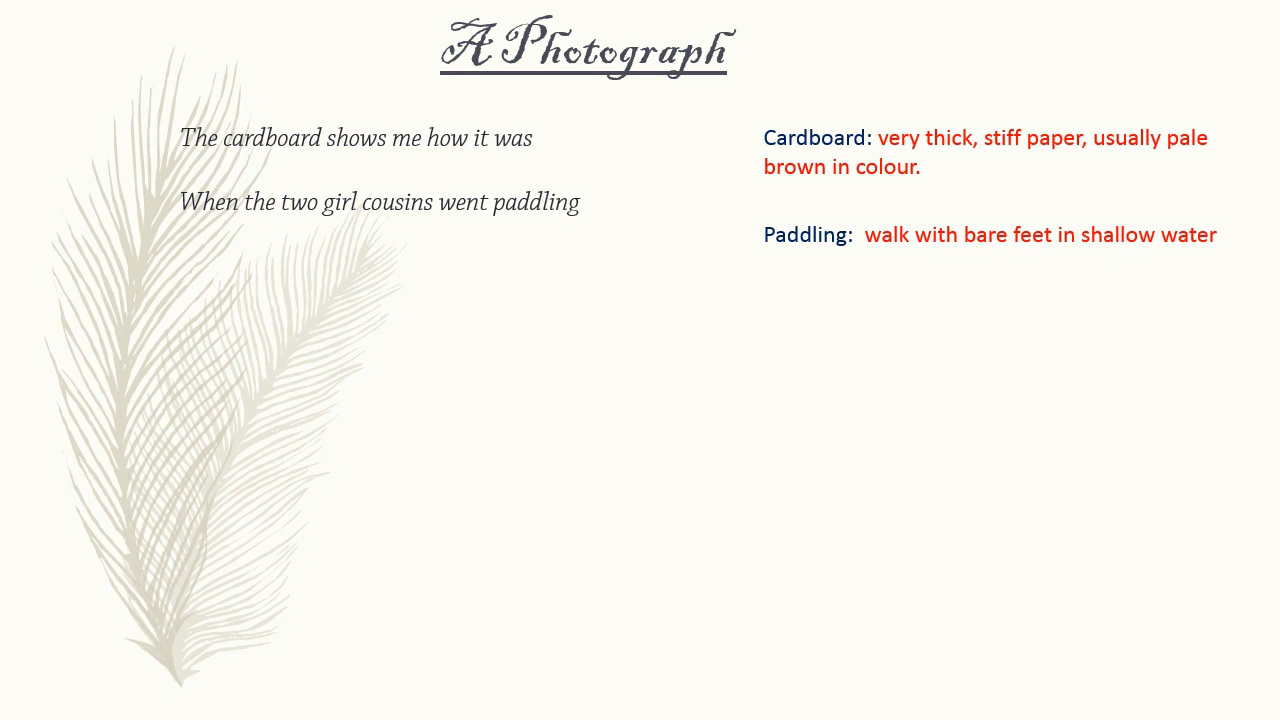 A Photograph
The cardboard shows me how it was
When the two girl cousins went paddling
Cardboard: very thick, stiff paper, usually pale
brown in colour.
Paddling: walk with bare feet in shallow water